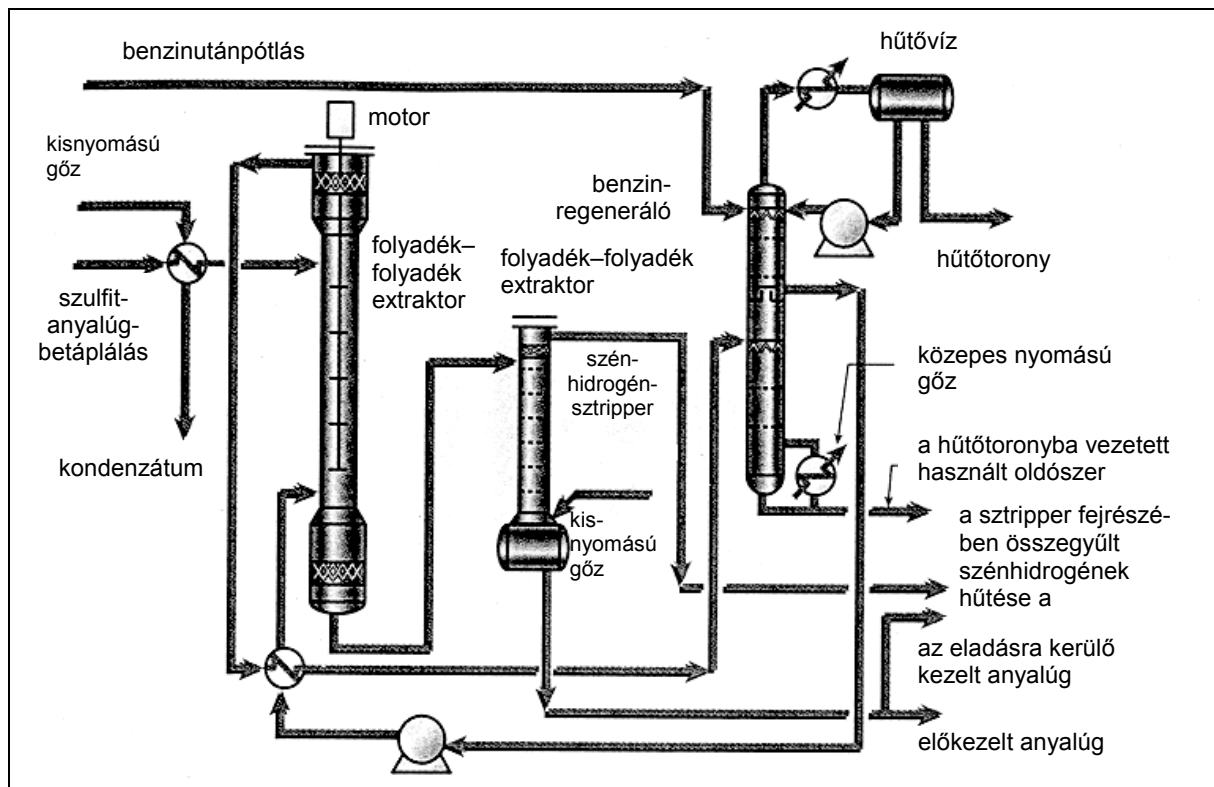 benzinutánpótlás
hűtővíz
motor
kisnyomású
gőz
benzin-
regeneráló
folyadék–
folyadék
extraktor
folyadék–folyadék
extraktor
hűtőtorony
szulfit-
anyalúg-
betáplálás
szén-
hidrogén-
sztripper
közepes nyomású
gőz
kondenzátum
a hűtőtoronyba vezetett
használt oldószer
kis-
nyomású
gőz
a sztripper fejrészé-
ben összegyűlt
szénhidrogének
hűtése a
az eladásra kerülő
kezelt anyalúg
előkezelt anyalúg